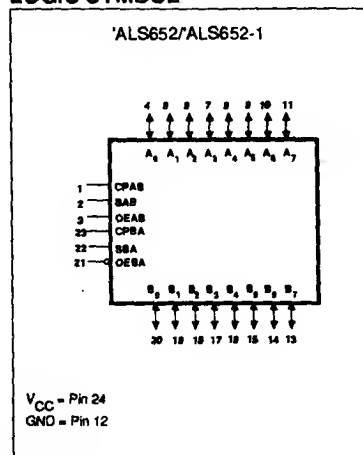 LOGIC SYMBOL
'ALS652/'ALS652-1
4 5 6 7 8 9 10 11
A0 A1 A2 A3 A4 A5 A6 A7
1 CPAB
2 SAB
3 OEAB
23 CPBA
22 SBA
21 OEBA
B0 B1 B2 B3 B4 B5 B6 B7
20 19 18 17 16 15 14 13
VCC = Pin 24
GND = Pin 12